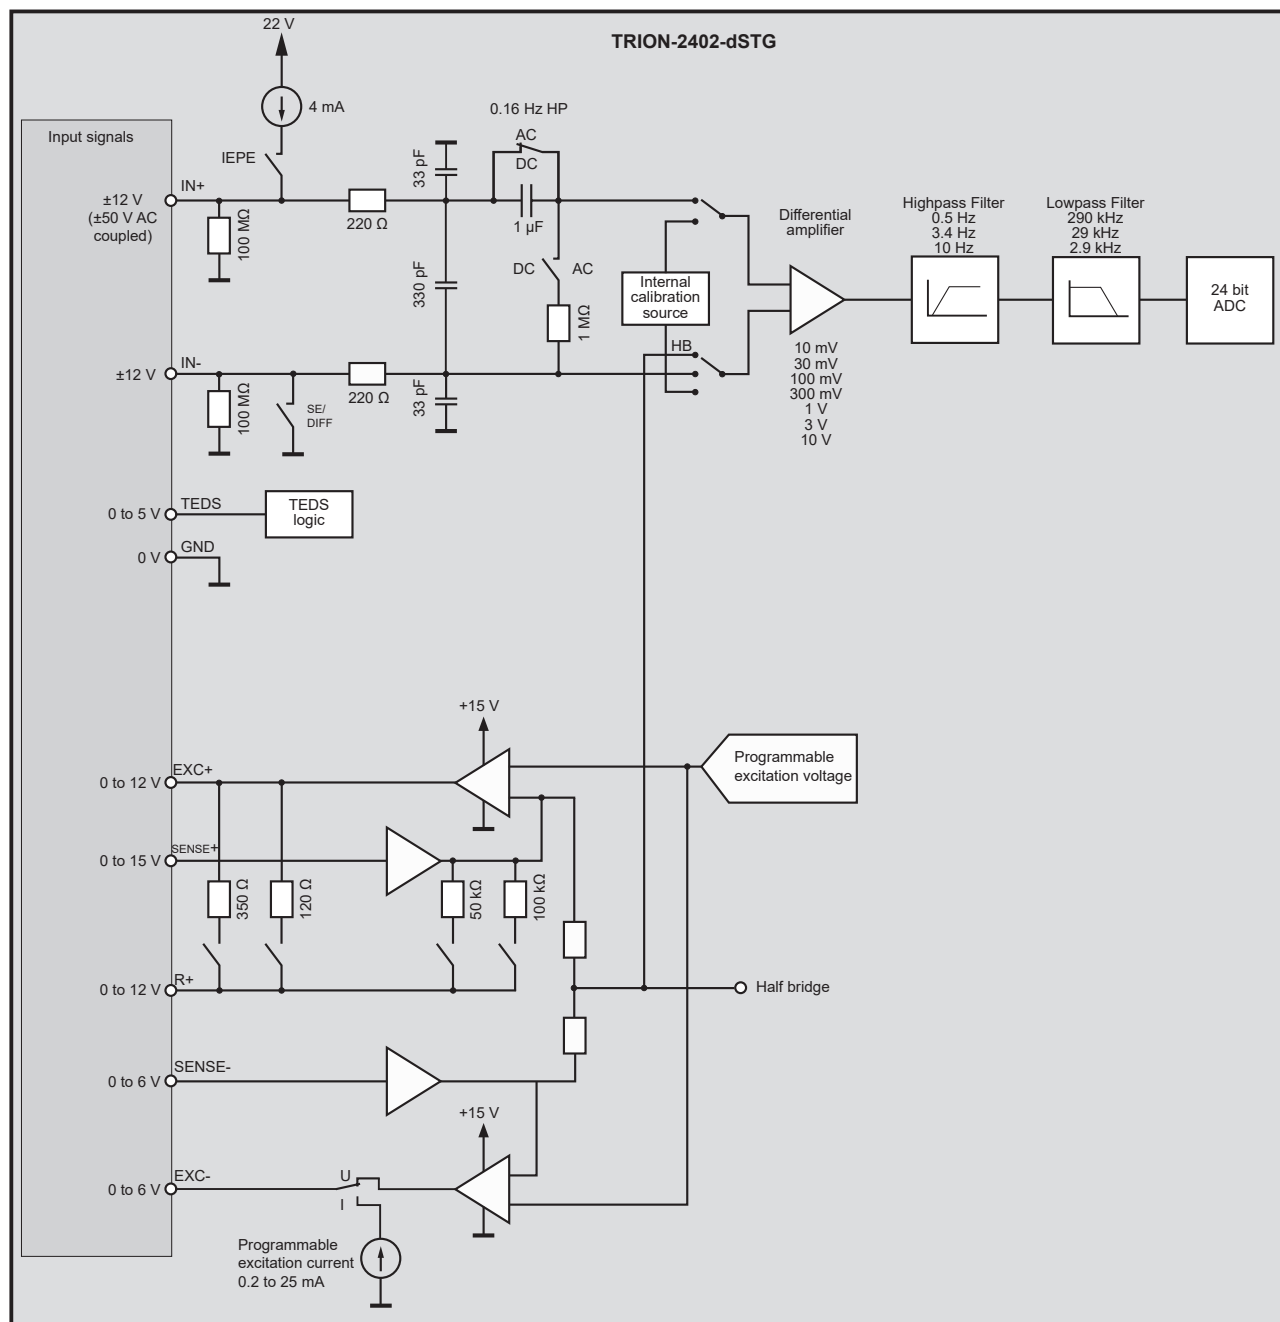 22 V
TRION-2402-dSTG
4 mA
0.16 Hz HP
Input signals
AC
DC
IEPE
33 pF
IN+
±12 V
(±50 V AC
coupled)
100 MΩ
220 Ω
1 µF
DC
AC
330 pF
1 MΩ
Internal
calibration
source
Differential
amplifier
Highpass Filter
0.5 Hz
3.4 Hz
10 Hz
Lowpass Filter
290 kHz
29 kHz
2.9 kHz
24 bit
ADC
HB
10 mV
30 mV
100 mV
300 mV
1 V
3 V
10 V
IN-
±12 V
100 MΩ
SE/
DIFF
220 Ω
33 pF
TEDS
0 to 5 V
TEDS
logic
GND
0 V
+15 V
Programmable
excitation voltage
EXC+
0 to 12 V
SENSE+
0 to 15 V
350 Ω
120 Ω
50 kΩ
100 kΩ
R+
0 to 12 V
Half bridge
SENSE-
0 to 6 V
+15 V
EXC-
0 to 6 V
U
I
Programmable
excitation current
0.2 to 25 mA